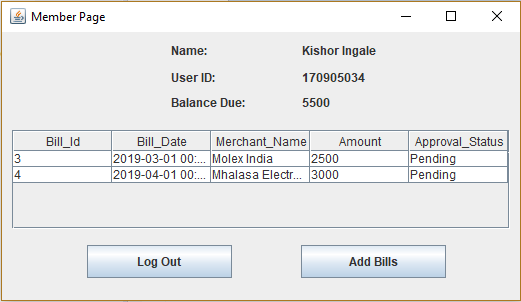 Member Page
Name: Kishor Ingale
User ID: 170905034
Balance Due: 5500
Bill_Id Bill_Date Merchant_Name Amount Approval_Status
3 2019-03-01 00:... Molex India 2500 Pending
4 2019-04-01 00:... Mhalasa Electr... 3000 Pending
Log Out Add Bills